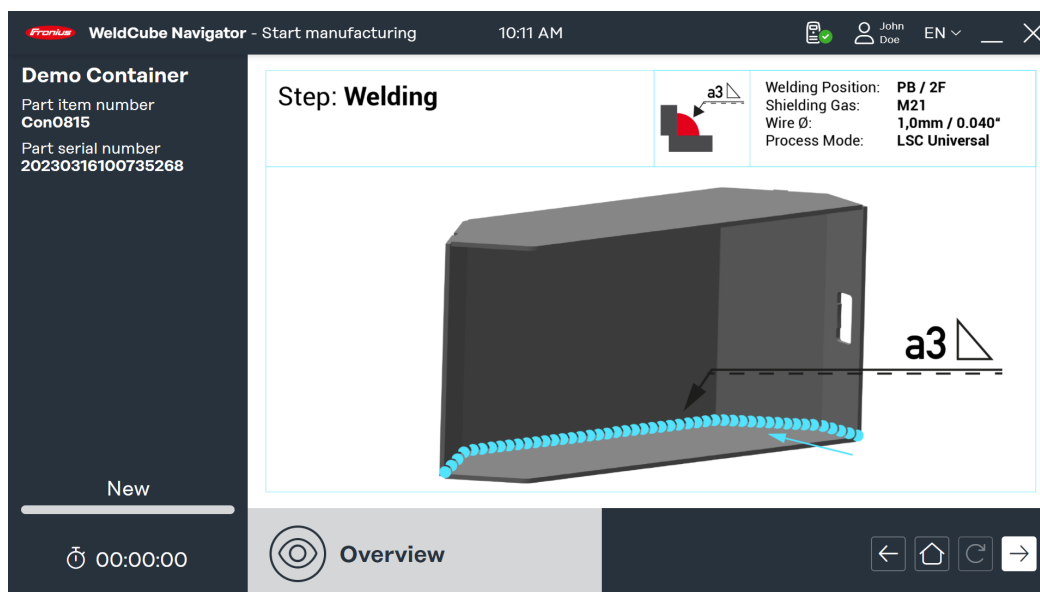 Fronius WeldCube Navigator - Start manufacturing 10:11 AM John Doe EN
Demo Container
Part item number
Con0815
Part serial number
20230316100735268
New
00:00:00
Step: Welding
a3
Welding Position: PB / 2F
Shielding Gas: M21
Wire Ø: 1,0mm / 0.040“
Process Mode: LSC Universal
a3
Overview